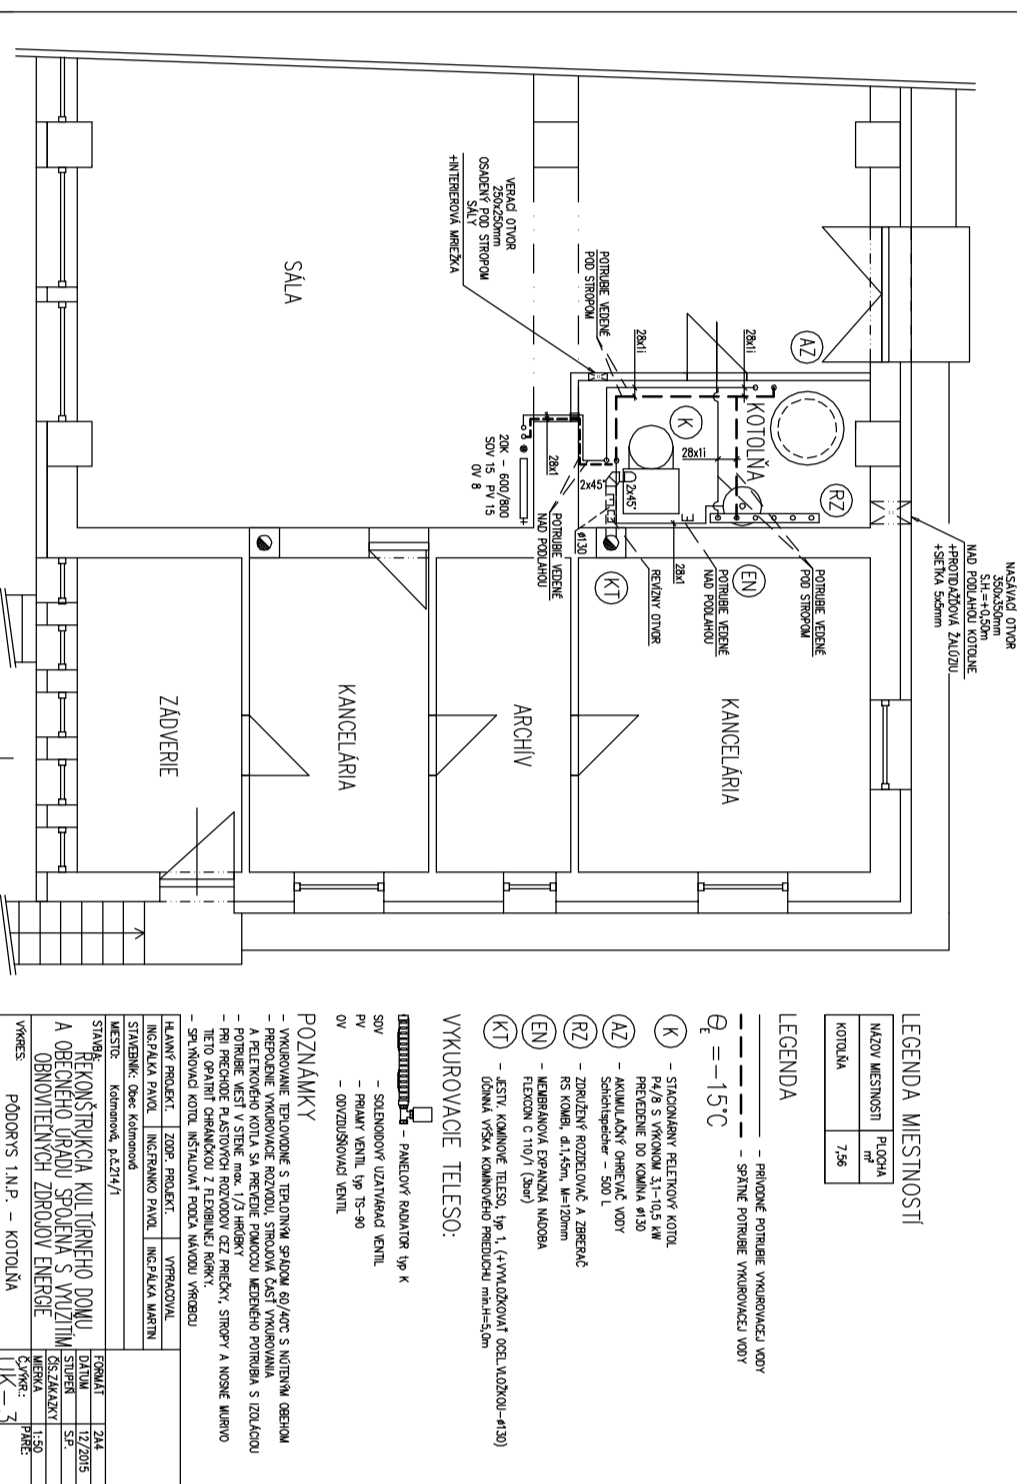 NASÁVACÍ OTVOR
350x350mm
S.H.=+0,50m
NAD PODLAHOU KOTOLNE
+PROTIDAŽĎOVÁ ŽALÚZIU
+SIEŤKA 5x5mm
VERACÍ OTVOR
250x250mm
OSADENÝ POD STROPOM
SÁLY
+INTERIEROVÁ MRIEŽKA
POTRUBIE VEDENÉ
POD STROPOM
28x1i
28x1i
AZ
KOTOLŇA
K
28x1i
RZ
2x45°
2x45°
SÁLA
20K - 600/800
SOV 15 PV 15
OV 8
28x1
POTRUBIE VEDENÉ
NAD PODLAHOU
ø130
KT
28x1
REVÍZNY OTVOR
POTRUBIE VEDENÉ
NAD PODLAHOU
EN
POTRUBIE VEDENÉ
POD STROPOM
KANCELÁRIA
ARCHÍV
KANCELÁRIA
ZÁDVERIE
LEGENDA MIESTNOSTÍ
NÁZOV MIESTNOSTI PLOCHA m²
KOTOLŇA 7,56
LEGENDA
- PRÍVODNÉ POTRUBIE VYKUROVACEJ VODY
- SPÄTNÉ POTRUBIE VYKUROVACEJ VODY
ΘE =-15°C
K - STACIONÁRNY PELETKOVÝ KOTOL
P4/8 S VÝKONOM 3,1-10,5 kW
PREVEDENIE DO KOMÍNA ø130
AZ - AKUMULAČNÝ OHRIEVAČ VODY
Schichtspeicher - 500 L
RZ - ZDRUŽENÝ ROZDELOVAČ A ZBRERAČ
RS KOMBI, dl.1,45m, M=120mm
EN - MEMBRÁNOVÁ EXPANZNÁ NÁDOBA
FLEXCON C 110/1 (3bar)
KT - JESTV. KOMÍNOVÉ TELESO, typ 1, (+VYVLOŽKOVAŤ OCEL.VLOŽKOU-ø130)
ÚČINNÁ VÝŠKA KOMÍNOVÉHO PRIEDUCHU min.H=5,0m
VYKUROVACIE TELESO:
- PANELOVÝ RADIATOR typ K
SOV - SOLENOIDOVÝ UZATVÁRACÍ VENTIL
PV - PRIAMY VENTIL typ TS-90
OV - ODVZDUŠŇOVACÍ VENTIL
POZNÁMKY
- VYKUROVANIE TEPLOVODNÉ S TEPLOTNÝM SPÁDOM 60/40°C S NÚTENÝM OBEHOM
- PREPOJENIE VYKUROVACIE ROZVODU, STROJOVÁ ČASŤ VYKUROVANIA
A PELETKOVÉHO KOTLA SA PREVEDIE POMOCOU MEDENÉHO POTRUBIA S IZOLÁCIOU
- POTRUBIE VIESŤ V STENE max. 1/3 HRÚBKY
- PRI PRECHODE PLASTOVÝCH ROZVODOV CEZ PRIEČKY, STROPY A NOSNÉ MURIVO
TIETO OPATRIŤ CHRÁNIČKOU Z FLEXIBILNEJ RÚRKY.
- SPLYŇOVACÍ KOTOL INŠTALOVAŤ PODĽA NÁVODU VÝROBCU
HLAVNÝ PROJEKT. ZODP. PROJEKT. VYPRACOVAL
ING.PÁLKA PAVOL ING.FRANKO PAVOL ING.PÁLKA MARTIN
STAVEBNÍK: Obec Kolmanová
MIESTO: Kolmanová, p.č.214/1
STAVBA: REKONŠTRUKCIA KULTÚRNEHO DOMU
A OBECNÉHO ÚRADU SPOJENÁ S VYUŽITÍM
OBNOVITEĽNÝCH ZDROJOV ENERGIE
VÝKRES: PÔDORYS 1.N.P. - KOTOLŇA
FORMÁT 2A4
DÁTUM 12/2015
STUPEŇ S.P.
ČÍS.ZÁKAZKY
MIERKA 1:50
Č.VÝKR.: PARÉ:
UK-3